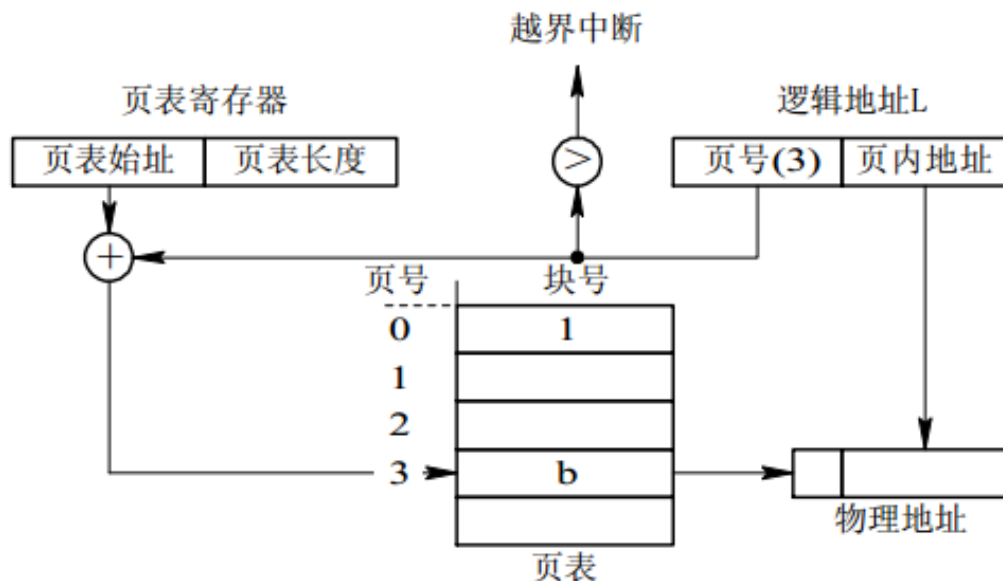 越界中断
页表寄存器
逻辑地址L
页表始址 页表长度
>
页号(3) 页内地址
+
页号 块号
0 1
1
2
3 b
物理地址
页表